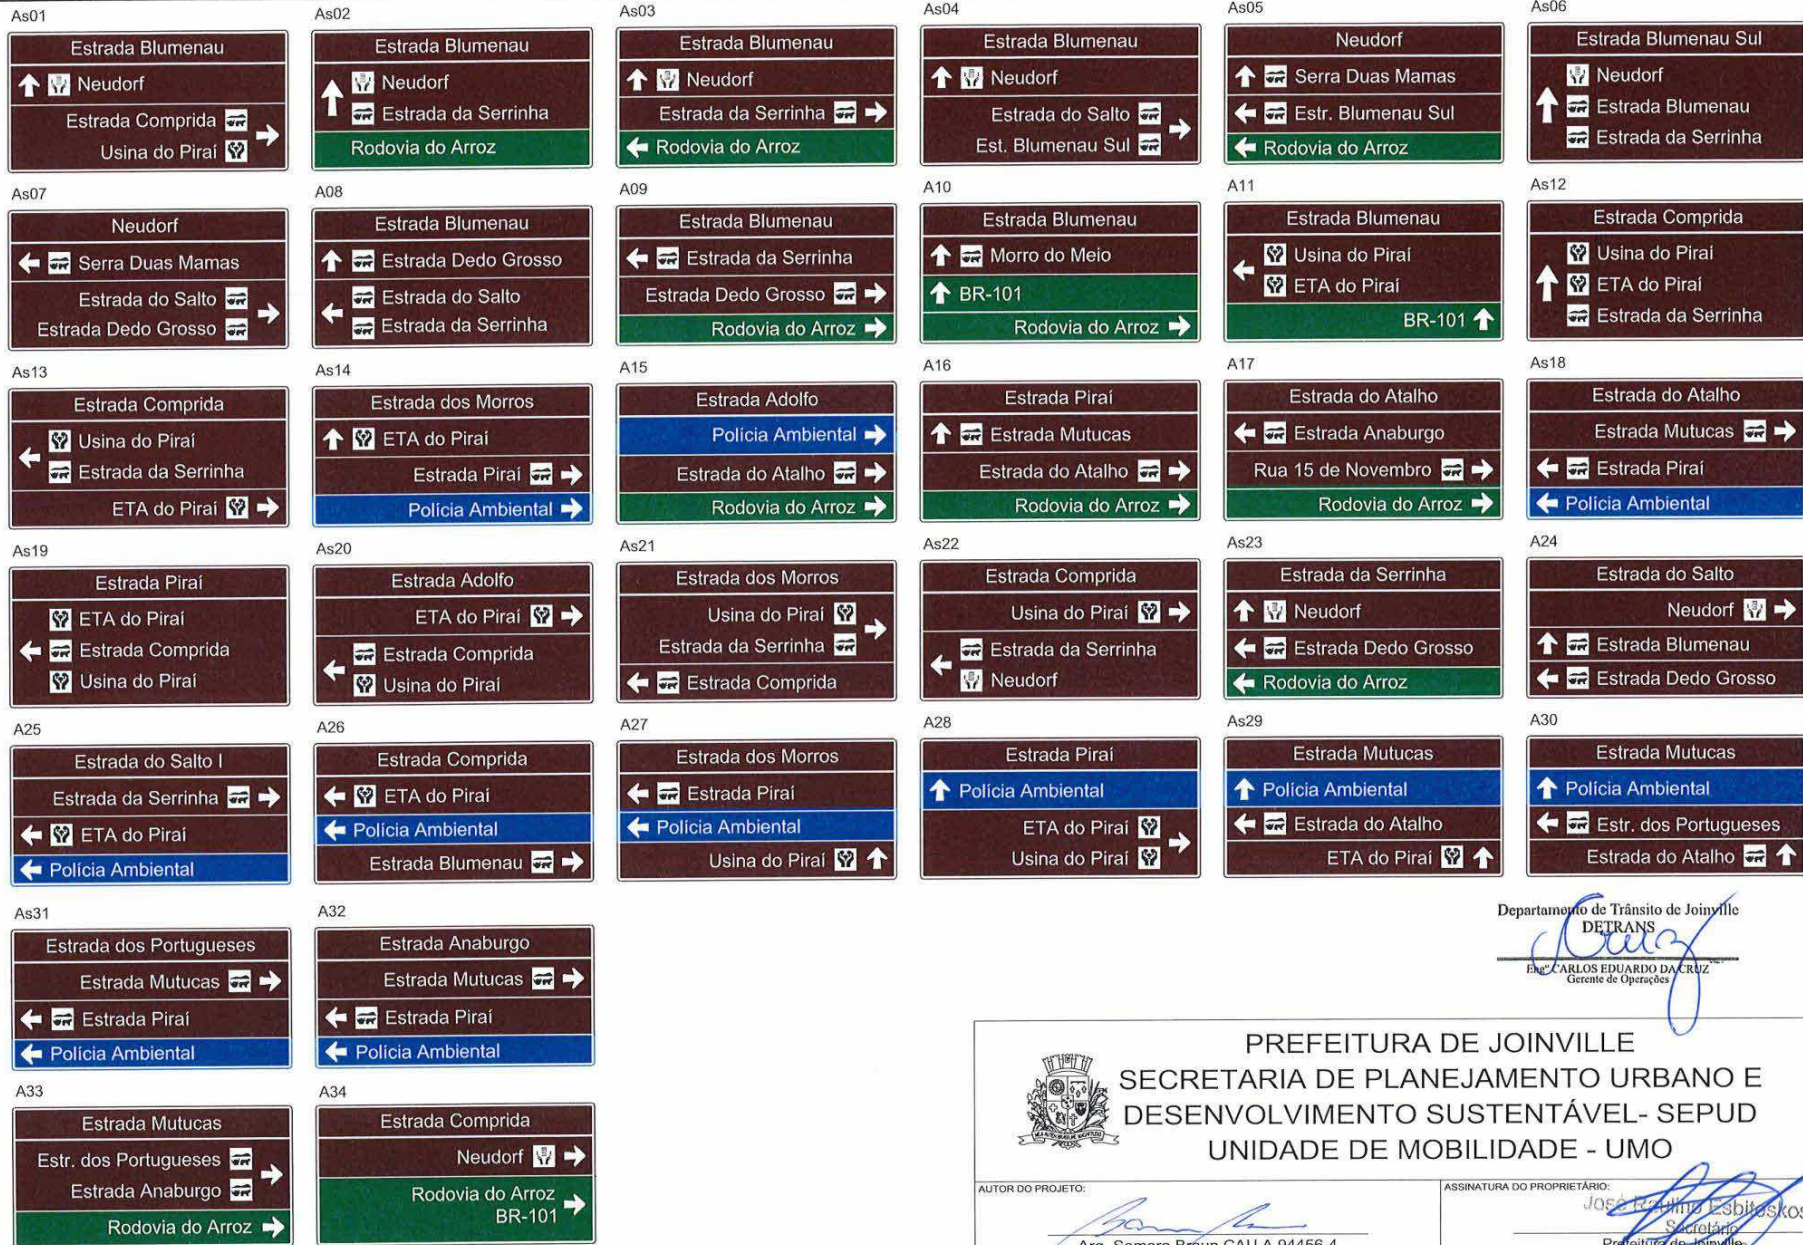 As01
Estrada Blumenau
Neudorf
Estrada Comprida
Usina do Piraí
As02
Estrada Blumenau
Neudorf
Estrada da Serrinha
Rodovia do Arroz
As03
Estrada Blumenau
Neudorf
Estrada da Serrinha
Rodovia do Arroz
As04
Estrada Blumenau
Neudorf
Estrada do Salto
Est. Blumenau Sul
As05
Neudorf
Serra Duas Mamas
Estr. Blumenau Sul
Rodovia do Arroz
As06
Estrada Blumenau Sul
Neudorf
Estrada Blumenau
Estrada da Serrinha
As07
Neudorf
Serra Duas Mamas
Estrada do Salto
Estrada Dedo Grosso
A08
Estrada Blumenau
Estrada Dedo Grosso
Estrada do Salto
Estrada da Serrinha
A09
Estrada Blumenau
Estrada da Serrinha
Estrada Dedo Grosso
Rodovia do Arroz
A10
Estrada Blumenau
Morro do Meio
BR-101
Rodovia do Arroz
A11
Estrada Blumenau
Usina do Piraí
ETA do Piraí
BR-101
As12
Estrada Comprida
Usina do Piraí
ETA do Piraí
Estrada da Serrinha
As13
Estrada Comprida
Usina do Piraí
Estrada da Serrinha
ETA do Piraí
As14
Estrada dos Morros
ETA do Piraí
Estrada Piraí
Polícia Ambiental
A15
Estrada Adolfo
Polícia Ambiental
Estrada do Atalho
Rodovia do Arroz
A16
Estrada Piraí
Estrada Mutucas
Estrada do Atalho
Rodovia do Arroz
A17
Estrada do Atalho
Estrada Anaburgo
Rua 15 de Novembro
Rodovia do Arroz
As18
Estrada do Atalho
Estrada Mutucas
Estrada Piraí
Polícia Ambiental
As19
Estrada Piraí
ETA do Piraí
Estrada Comprida
Usina do Piraí
As20
Estrada Adolfo
ETA do Piraí
Estrada Comprida
Usina do Piraí
As21
Estrada dos Morros
Usina do Piraí
Estrada da Serrinha
Estrada Comprida
As22
Estrada Comprida
Usina do Piraí
Estrada da Serrinha
Neudorf
As23
Estrada da Serrinha
Neudorf
Estrada Dedo Grosso
Rodovia do Arroz
A24
Estrada do Salto
Neudorf
Estrada Blumenau
Estrada Dedo Grosso
A25
Estrada do Salto I
Estrada da Serrinha
ETA do Piraí
Polícia Ambiental
A26
Estrada Comprida
ETA do Piraí
Polícia Ambiental
Estrada Blumenau
A27
Estrada dos Morros
Estrada Piraí
Polícia Ambiental
Usina do Piraí
A28
Estrada Piraí
Polícia Ambiental
ETA do Piraí
Usina do Piraí
As29
Estrada Mutucas
Polícia Ambiental
Estrada do Atalho
ETA do Piraí
A30
Estrada Mutucas
Polícia Ambiental
Estr. dos Portugueses
Estrada do Atalho
As31
Estrada dos Portugueses
Estrada Mutucas
Estrada Piraí
Polícia Ambiental
A32
Estrada Anaburgo
Estrada Mutucas
Estrada Piraí
Polícia Ambiental
A33
Estrada Mutucas
Estr. dos Portugueses
Estrada Anaburgo
Rodovia do Arroz
A34
Estrada Comprida
Neudorf
Rodovia do Arroz
BR-101
Departamento de Trânsito de Joinville
DETRANS
Engº CARLOS EDUARDO DA CRUZ
Gerente de Operações
PREFEITURA DE JOINVILLE
SECRETARIA DE PLANEJAMENTO URBANO E
DESENVOLVIMENTO SUSTENTÁVEL- SEPUD
UNIDADE DE MOBILIDADE - UMO
AUTOR DO PROJETO:
Arq. Samara Braun CAU A 94456-4
ASSINATURA DO PROPRIETÁRIO:
José
Secretário
Prefeitura de Joinville